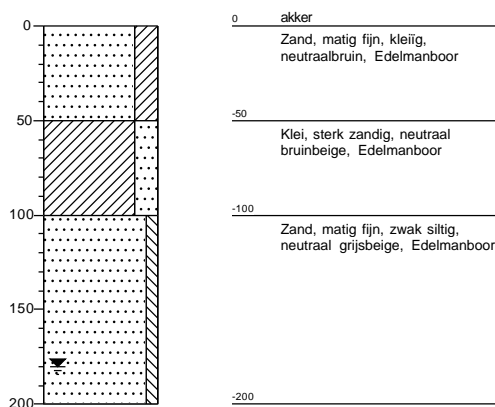 0
50
100
150
200
0
akker
Zand, matig fijn, kleiïg,
neutraalbruin, Edelmanboor
-50
Klei, sterk zandig, neutraal
bruinbeige, Edelmanboor
-100
Zand, matig fijn, zwak siltig,
neutraal grijsbeige, Edelmanboor
-200